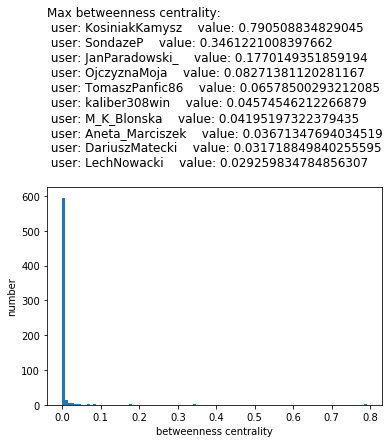 Max betweenness centrality:
user: KosiniakKamysz value: 0.790508834829045
user: SondazeP value: 0.3461221008397662
user: JanParadowski_ value: 0.1770149351859194
user: OjczyznaMoja value: 0.08271381120281167
user: TomaszPanfic86 value: 0.06578500293212085
user: kaliber308win value: 0.04574546212266879
user: M_K_Blonska value: 0.04195197322379435
user: Aneta_Marciszek value: 0.03671347694034519
user: DariuszMatecki value: 0.031718849840255595
user: LechNowacki value: 0.029259834784856307
600
500
400
300
200
100
0
number
0.0 0.1 0.2 0.3 0.4 0.5 0.6 0.7 0.8
betweenness centrality